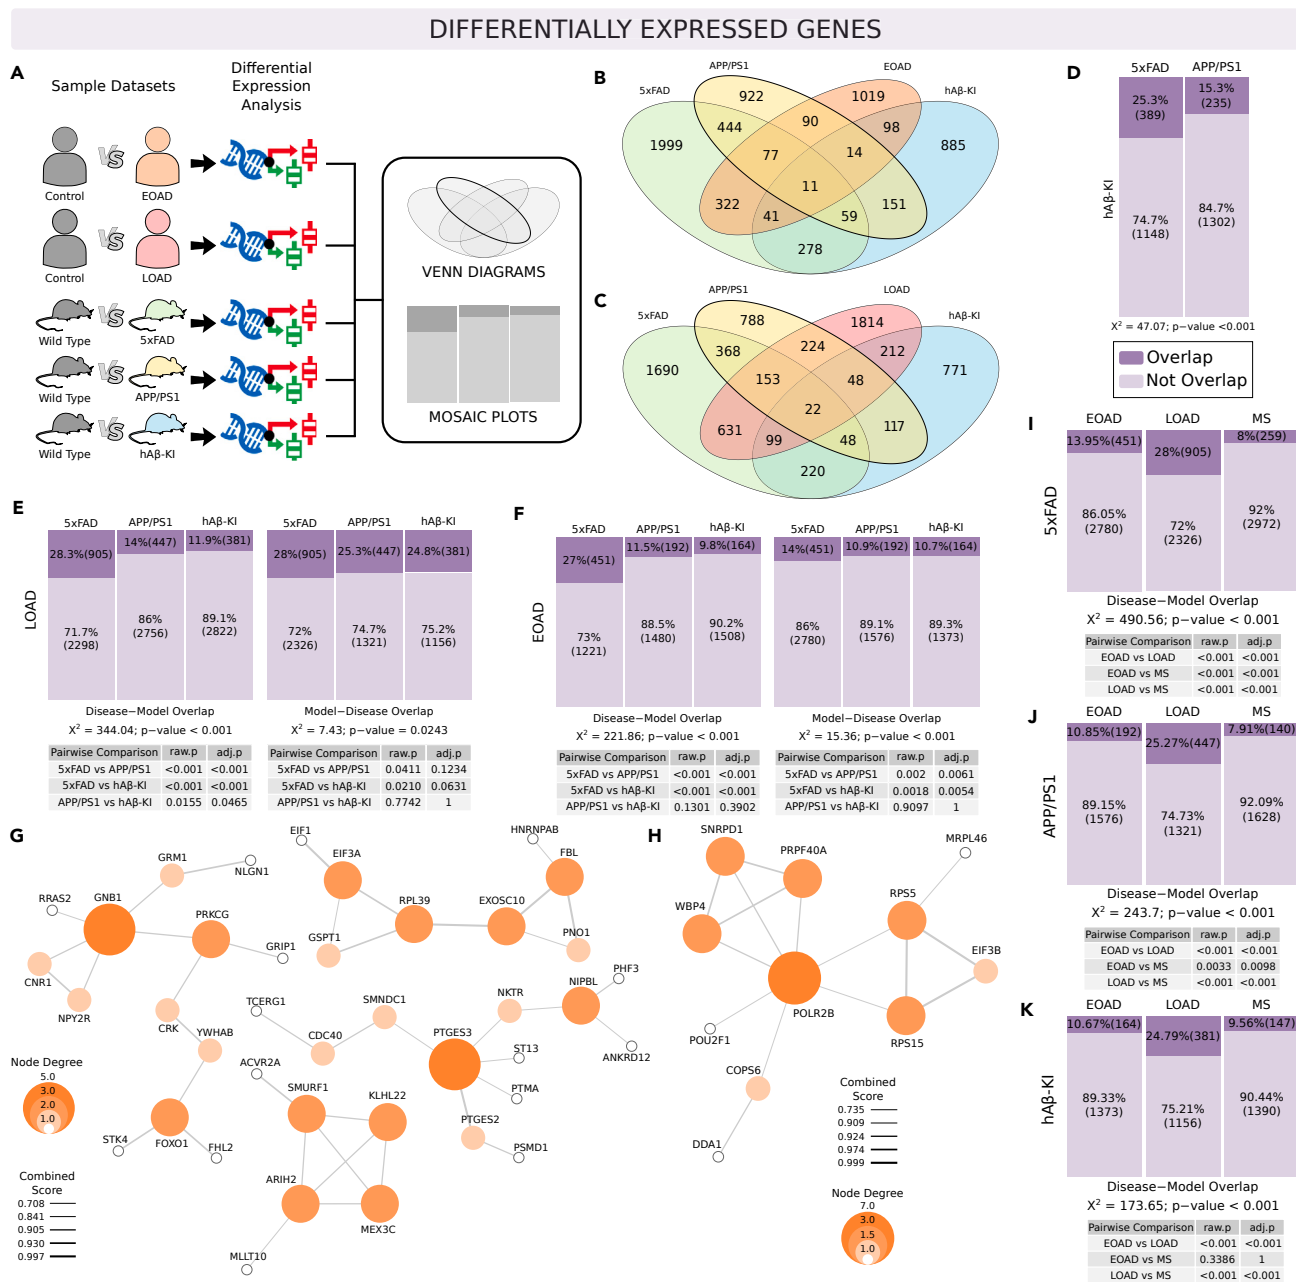 DIFFERENTIALLY EXPRESSED GENES
A
Sample Datasets
Differential
Expression
Analysis
VS
Control
EOAD
VS
Control
LOAD
VS
Wild Type
5xFAD
VS
Wild Type
APP/PS1
VS
Wild Type
hAβ-KI
VENN DIAGRAMS
MOSAIC PLOTS
B
5xFAD
APP/PS1
EOAD
hAβ-KI
922
1019
444
90
98
1999
77
14
885
11
322
41
59
151
278
C
5xFAD
APP/PS1
LOAD
hAβ-KI
788
1814
368
224
212
1690
153
48
771
22
631
99
48
117
220
D
5xFAD
APP/PS1
hAβ-KI
25.3%
(389)
15.3%
(235)
74.7%
(1148)
84.7%
(1302)
X² = 47.07; p−value <0.001
Overlap
Not Overlap
E
LOAD
5xFAD
APP/PS1
hAβ-KI
28.3%(905)
14%(447)
11.9%(381)
71.7%
(2298)
86%
(2756)
89.1%
(2822)
Disease−Model Overlap
X² = 344.04; p−value < 0.001
Pairwise Comparison raw.p adj.p
5xFAD vs APP/PS1 <0.001 <0.001
5xFAD vs hAβ-KI <0.001 <0.001
APP/PS1 vs hAβ-KI 0.0155 0.0465
5xFAD
APP/PS1
hAβ-KI
28%(905)
25.3%(447)
24.8%(381)
72%
(2326)
74.7%
(1321)
75.2%
(1156)
Model−Disease Overlap
X² = 7.43; p−value = 0.0243
Pairwise Comparison raw.p adj.p
5xFAD vs APP/PS1 0.0411 0.1234
5xFAD vs hAβ-KI 0.0210 0.0631
APP/PS1 vs hAβ-KI 0.7742 1
F
EOAD
5xFAD
APP/PS1
hAβ-KI
27%(451)
11.5%(192)
9.8%(164)
73%
(1221)
88.5%
(1480)
90.2%
(1508)
Disease−Model Overlap
X² = 221.86; p−value < 0.001
Pairwise Comparison raw.p adj.p
5xFAD vs APP/PS1 <0.001 <0.001
5xFAD vs hAβ-KI <0.001 <0.001
APP/PS1 vs hAβ-KI 0.1301 0.3902
5xFAD
APP/PS1
hAβ-KI
14%(451)
10.9%(192)
10.7%(164)
86%
(2780)
89.1%
(1576)
89.3%
(1373)
Model−Disease Overlap
X² = 15.36; p−value < 0.001
Pairwise Comparison raw.p adj.p
5xFAD vs APP/PS1 0.002 0.0061
5xFAD vs hAβ-KI 0.0018 0.0054
APP/PS1 vs hAβ-KI 0.9097 1
G
GRM1
NLGN1
RRAS2
GNB1
PRKCG
GRIP1
CNR1
NPY2R
CRK
YWHAB
FOXO1
STK4
FHL2
EIF1
EIF3A
RPL39
GSPT1
EXOSC10
HNRNPAB
FBL
PNO1
PHF3
NIPBL
NKTR
ANKRD12
TCERG1
SMNDC1
CDC40
PTGES3
ST13
PTMA
PTGES2
PSMD1
ACVR2A
SMURF1
KLHL22
ARIH2
MEX3C
MLLT10
Node Degree
5.0
3.0
2.0
1.0
Combined
Score
0.708
0.841
0.905
0.930
0.997
H
SNRPD1
PRPF40A
MRPL46
RPS5
WBP4
EIF3B
POLR2B
RPS15
POU2F1
COPS6
DDA1
Combined
Score
0.735
0.909
0.924
0.974
0.999
Node Degree
7.0
3.0
1.5
1.0
I
5xFAD
EOAD
LOAD
MS
13.95%(451)
28%(905)
8%(259)
86.05%
(2780)
72%
(2326)
92%
(2972)
Disease−Model Overlap
X² = 490.56; p−value < 0.001
Pairwise Comparison raw.p adj.p
EOAD vs LOAD <0.001 <0.001
EOAD vs MS <0.001 <0.001
LOAD vs MS <0.001 <0.001
J
APP/PS1
EOAD
LOAD
MS
10.85%(192)
25.27%(447)
7.91%(140)
89.15%
(1576)
74.73%
(1321)
92.09%
(1628)
Disease−Model Overlap
X² = 243.7; p−value < 0.001
Pairwise Comparison raw.p adj.p
EOAD vs LOAD <0.001 <0.001
EOAD vs MS 0.0033 0.0098
LOAD vs MS <0.001 <0.001
K
hAβ-KI
EOAD
LOAD
MS
10.67%(164)
24.79%(381)
9.56%(147)
89.33%
(1373)
75.21%
(1156)
90.44%
(1390)
Disease−Model Overlap
X² = 173.65; p−value < 0.001
Pairwise Comparison raw.p adj.p
EOAD vs LOAD <0.001 <0.001
EOAD vs MS 0.3386 1
LOAD vs MS <0.001 <0.001